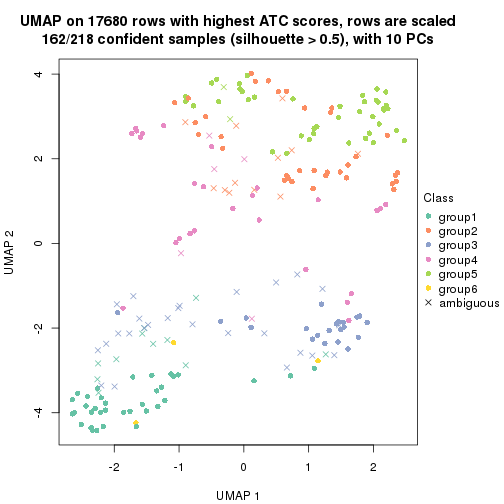 UMAP on 17680 rows with highest ATC scores, rows are scaled
162/218 confident samples (silhouette > 0.5), with 10 PCs
4
2
0
-2
-4
UMAP 2
-2
-1
0
1
2
UMAP 1
Class
group1
group2
group3
group4
group5
group6
ambiguous